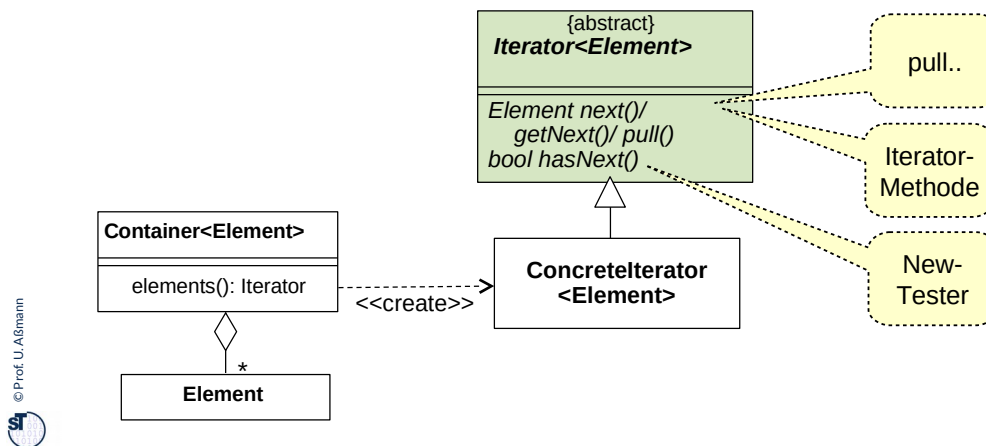 {abstract}
Iterator<Element>
Element next()/
getNext()/ pull()
bool hasNext()
pull..
Iterator-
Methode
New-
Tester
Container<Element>
elements(): Iterator
<<create>>
ConcreteIterator
<Element>
*
Element
© Prof. U. Aßmann
ST